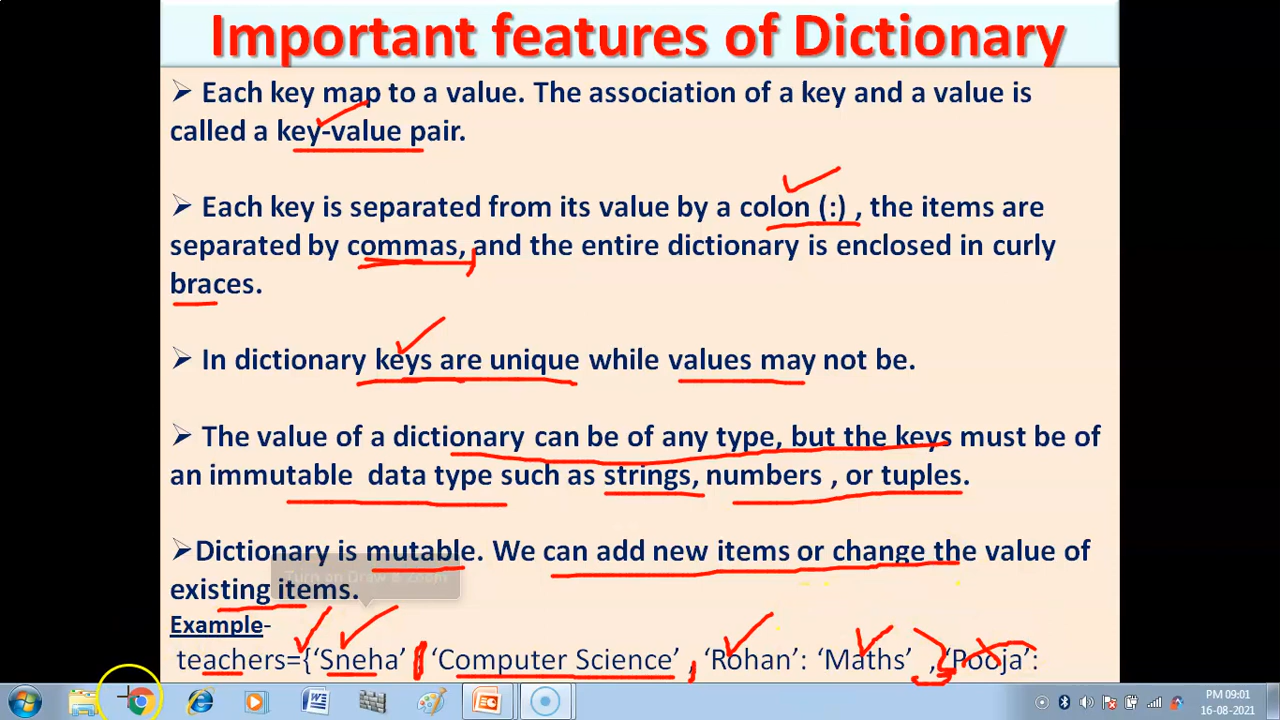 Important features of Dictionary
➢ Each key map to a value. The association of a key and a value is
called a key-value pair.
➢ Each key is separated from its value by a colon (:) , the items are
separated by commas, and the entire dictionary is enclosed in curly
braces.
➢ In dictionary keys are unique while values may not be.
➢ The value of a dictionary can be of any type, but the keys must be of
an immutable data type such as strings, numbers , or tuples.
➢Dictionary is mutable. We can add new items or change the value of
existing items.
Turn on Draw & Zoom
Example-
teachers={‘Sneha’ : ‘Computer Science’ , ‘Rohan’: ‘Maths’ , ‘Pooja’:
PM 09:01
16-08-2021